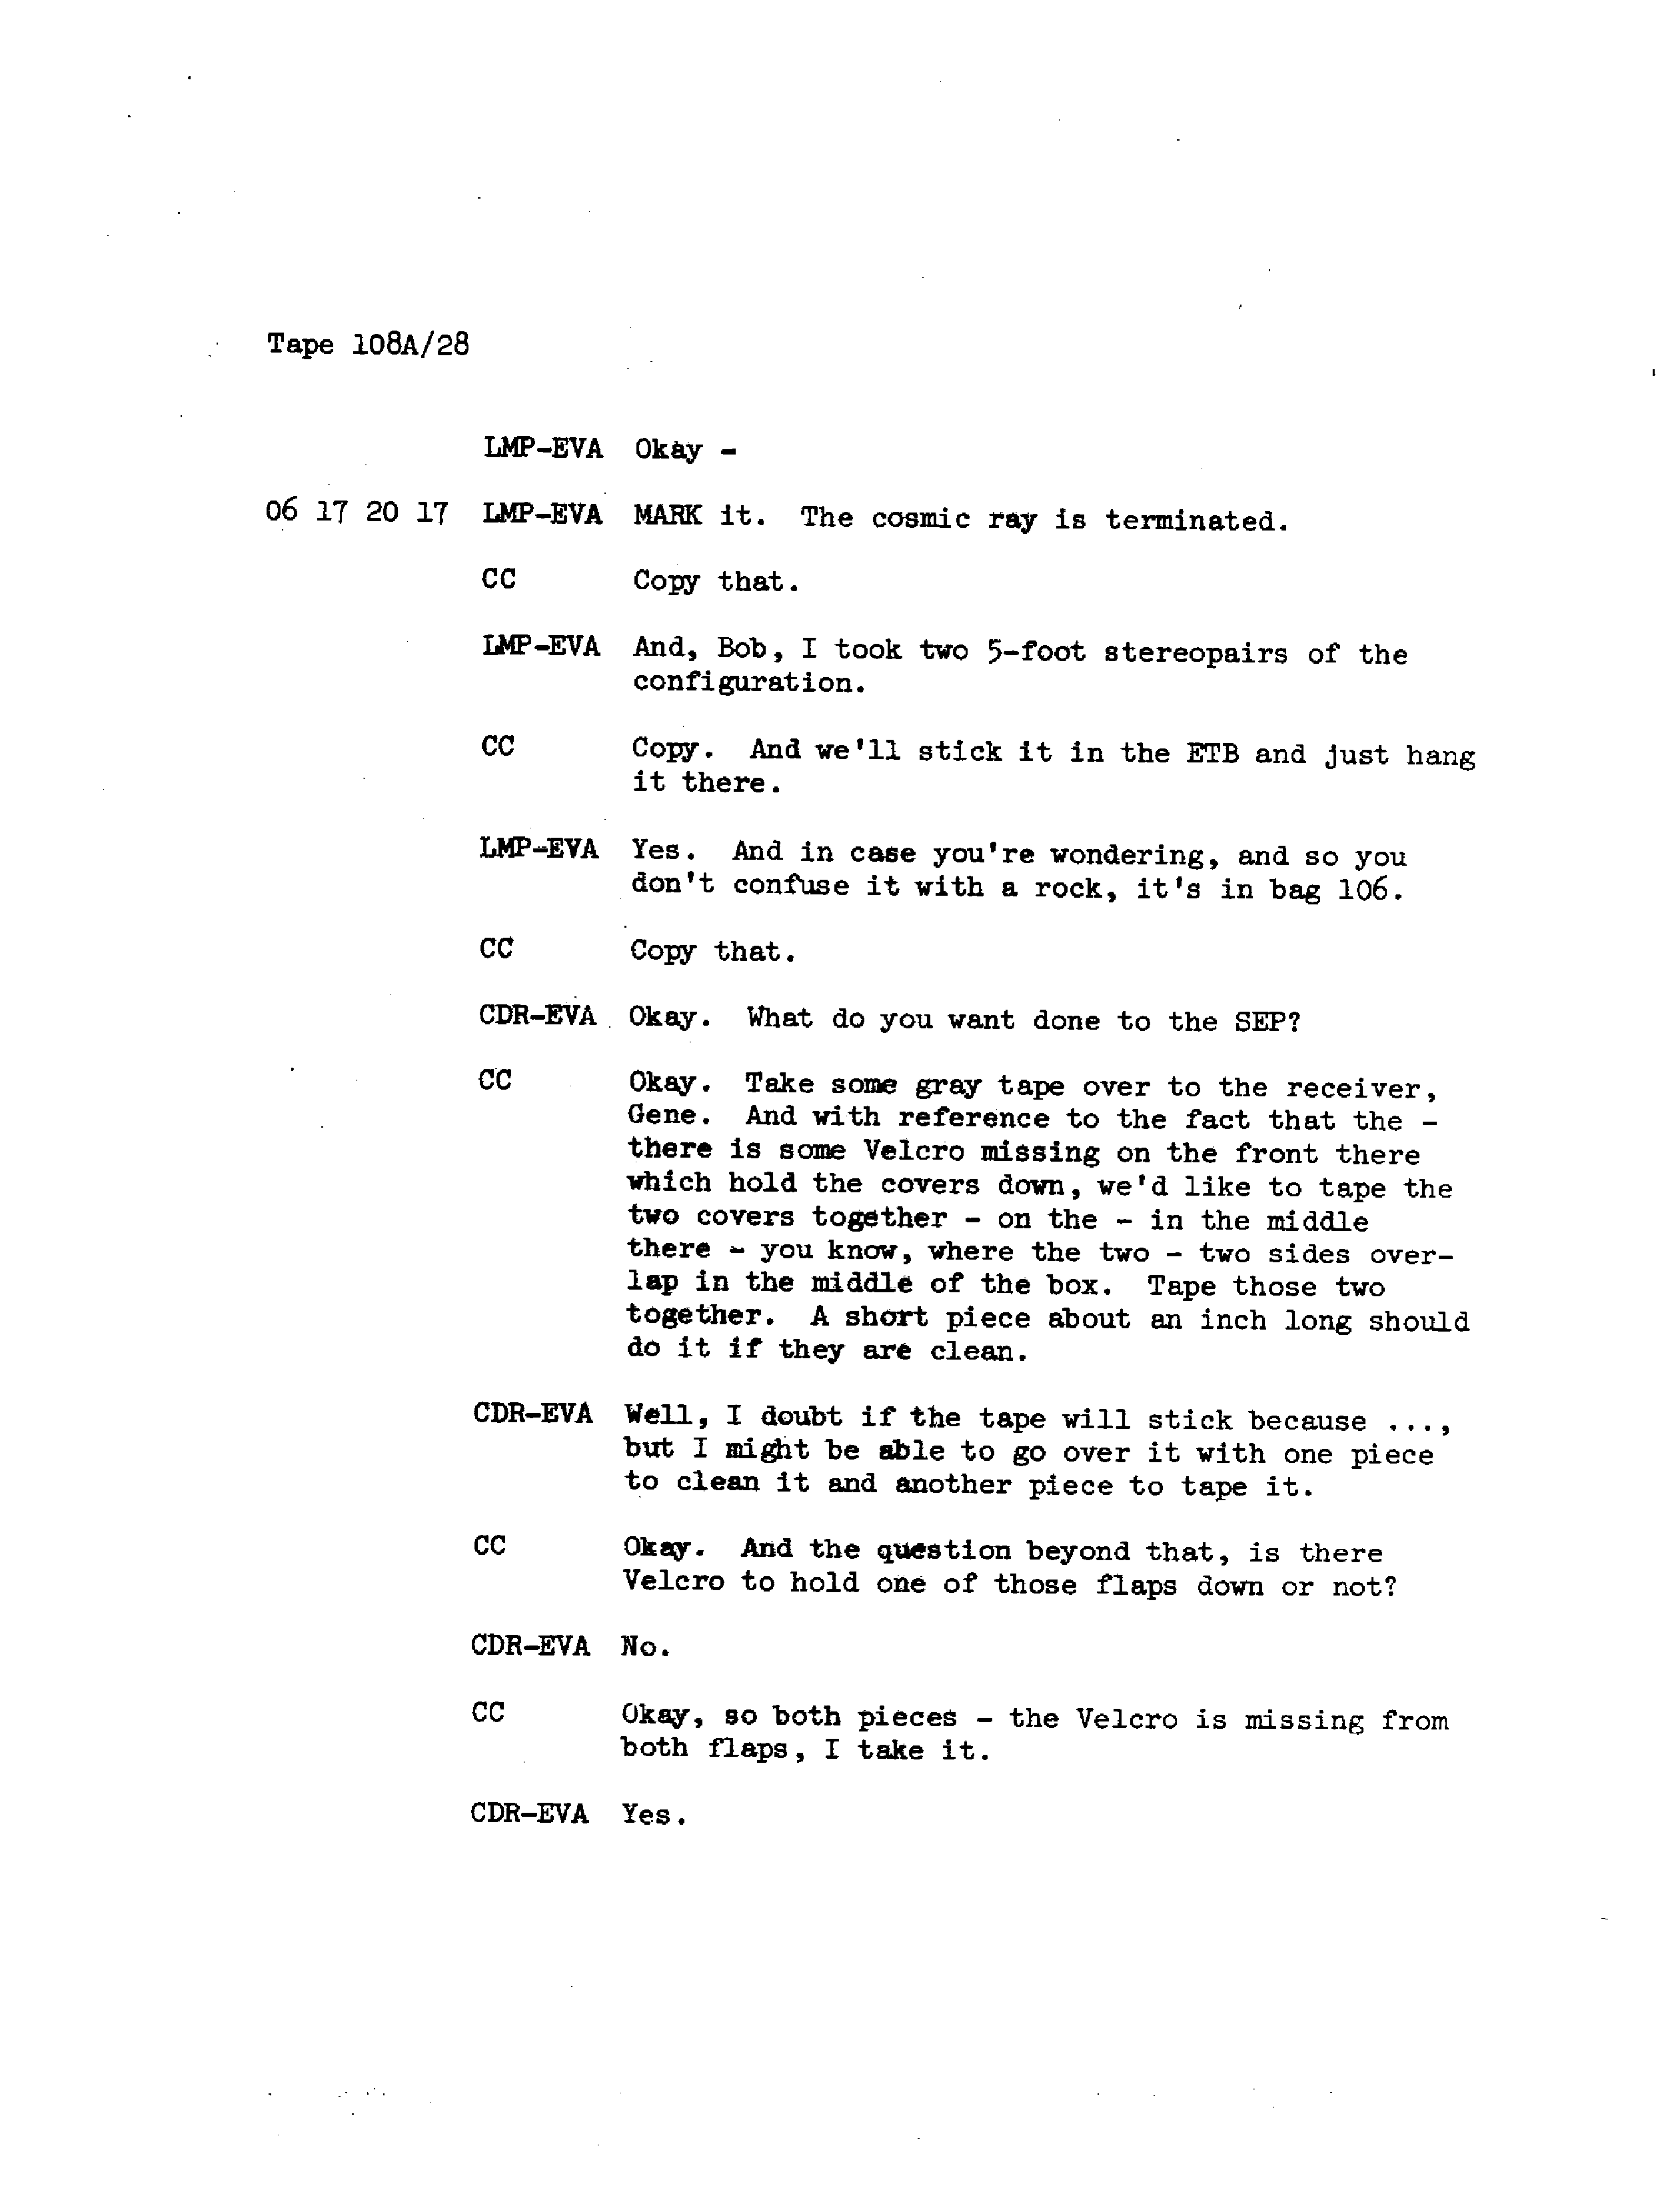 Tape 108A/28
LMP-EVA Okay -
06 17 20 17 LMP-EVA MARK it. The cosmic ray is terminated.
CC Copy that.
LMP-EVA And, Bob, I took two 5-foot stereopairs of the
configuration.
CC Copy. And we'll stick it in the ETB and just hang
it there.
LMP-EVA Yes. And in case you're wondering, and so you
don't confuse it with a rock, it's in bag 106.
CC Copy that.
CDR-EVA Okay. What do you want done to the SEP?
CC Okay. Take some gray tape over to the receiver,
Gene. And with reference to the fact that the -
there is some Velcro missing on the front there
which hold the covers down, we'd like to tape the
two covers together - on the - in the middle
there - you know, where the two - two sides over-
lap in the middle of the box. Tape those two
together. A short piece about an inch long should
do it if they are clean.
CDR-EVA Well, I doubt if the tape will stick because ...,
but I might be able to go over it with one piece
to clean it and another piece to tape it.
CC Okay. And the question beyond that, is there
Velcro to hold one of those flaps down or not?
CDR-EVA No.
CC Okay, so both pieces - the Velcro is missing from
both flaps, I take it.
CDR-EVA Yes.